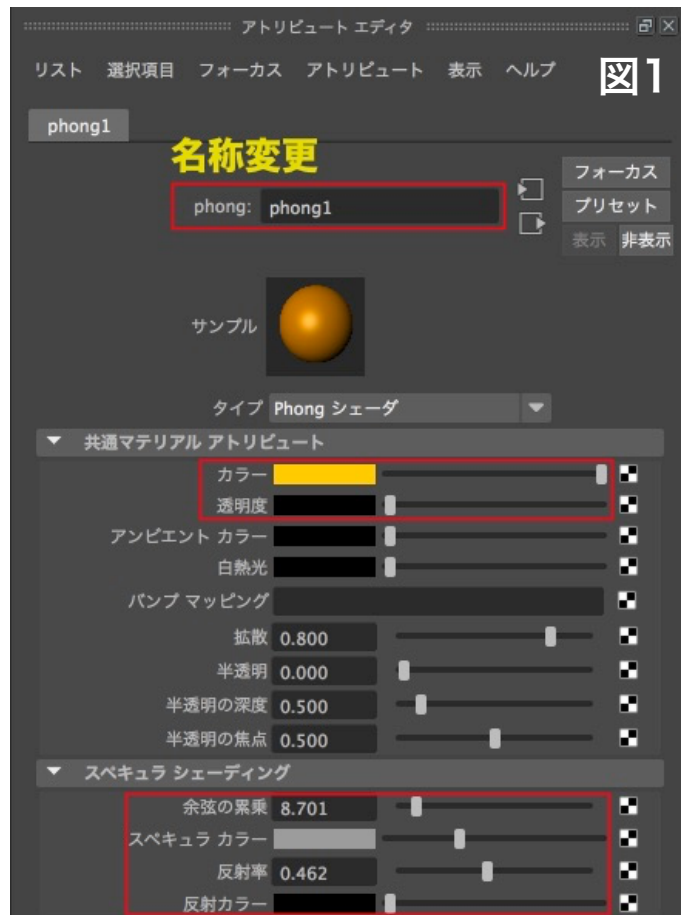 アトリビュート エディタ
リスト 選択項目 フォーカス アトリビュート 表示 ヘルプ
図1
phong1
名称変更
phong: phong1
フォーカス
プリセット
表示 非表示
サンプル
タイプ Phong シェーダ
共通マテリアル アトリビュート
カラー
透明度
アンビエント カラー
白熱光
バンプ マッピング
拡散 0.800
半透明 0.000
半透明の深度 0.500
半透明の焦点 0.500
スペキュラ シェーディング
余弦の累乗 8.701
スペキュラ カラー
反射率 0.462
反射カラー